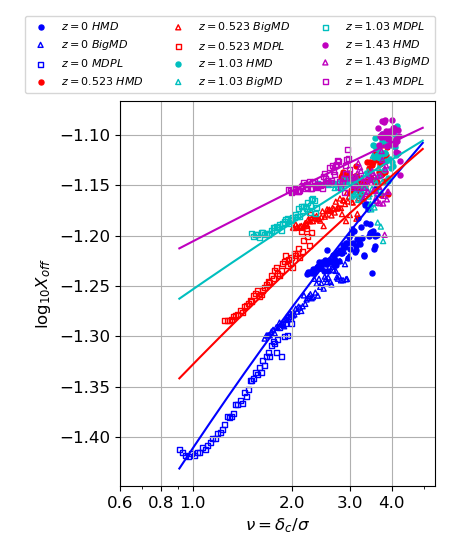 z = 0 HMD
z = 0 BigMD
z = 0 MDPL
z = 0.523 HMD
z = 0.523 BigMD
z = 0.523 MDPL
z = 1.03 HMD
z = 1.03 BigMD
z = 1.03 MDPL
z = 1.43 HMD
z = 1.43 BigMD
z = 1.43 MDPL
−1.10
−1.15
−1.20
−1.25
−1.30
−1.35
−1.40
log₁₀X_off
0.6 0.8 1.0 2.0 3.0 4.0
ν = δ_c/σ